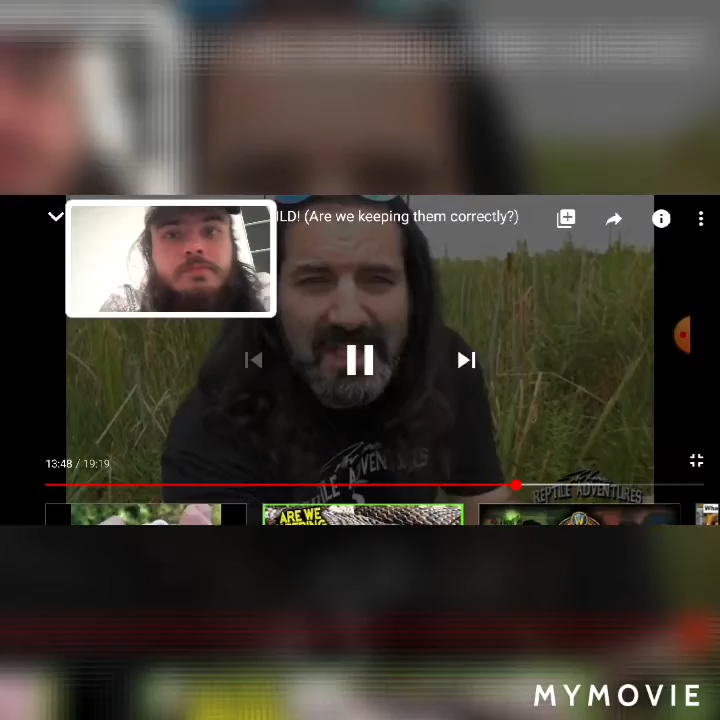 ILD! (Are we keeping them correctly?)
13:48 / 19:19
REPTILE ADVENTURES
ARE WE
MYMOVIE